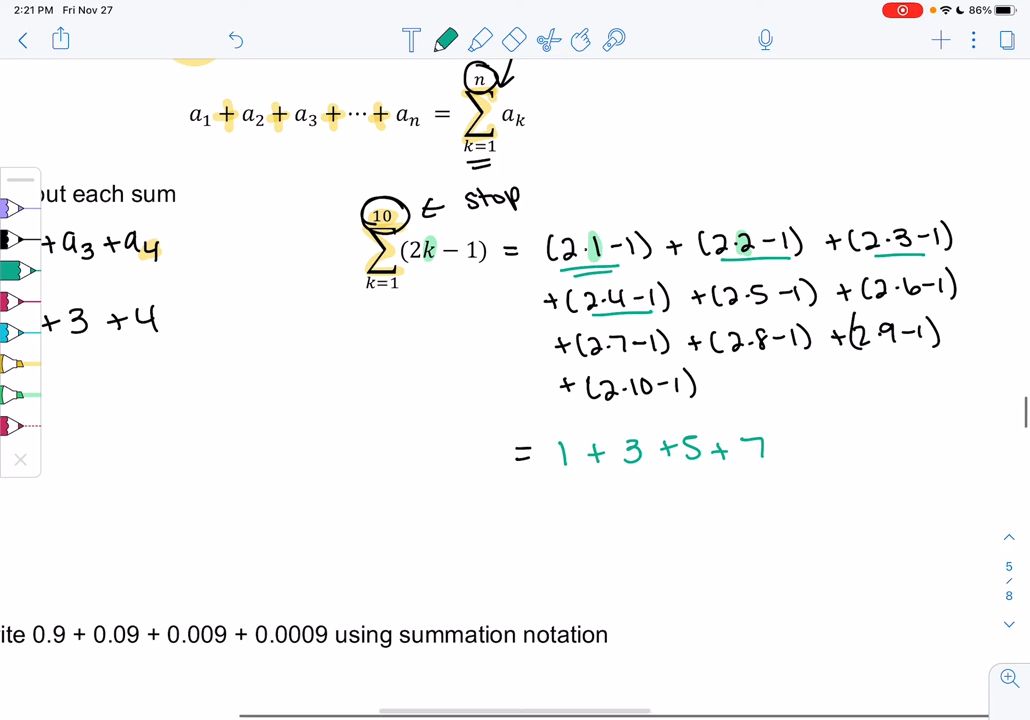 2:21 PM Fri Nov 27 86%
T
n
a₁ + a₂ + a₃ + ⋯ + aₙ = ∑ aₖ
k=1
out each sum
10 ← stop
+a₃ +a₄
∑ (2k − 1) = (2·1−1) + (2·2−1) +(2·3−1)
k=1
+(2·4−1) +(2·5−1) +(2·6−1)
+ 3 +4
+(2·7−1) +(2·8−1) +(2·9−1)
+(2·10−1)
= 1 + 3 +5+7
5
/
8
ite 0.9 + 0.09 + 0.009 + 0.0009 using summation notation